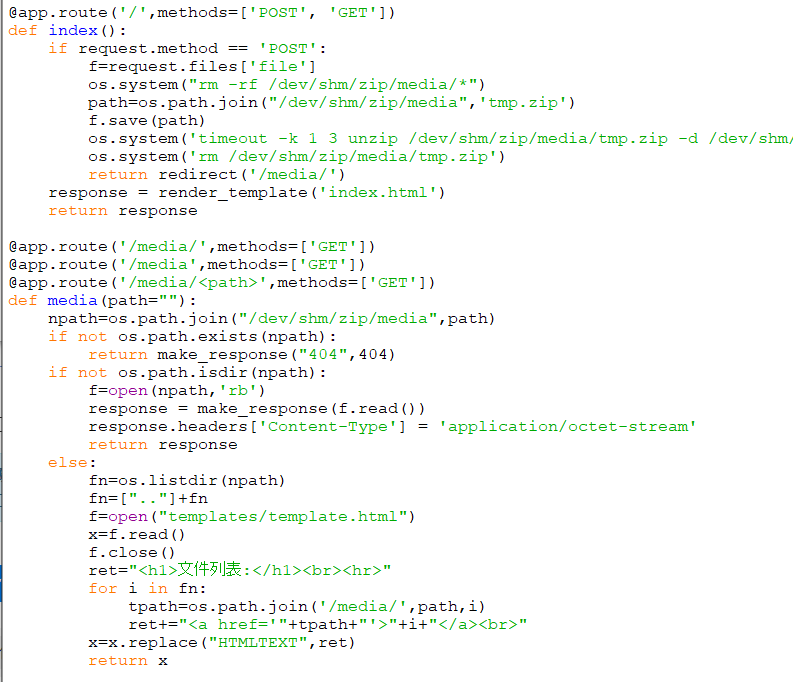 @app.route('/',methods=['POST', 'GET'])
def index():
    if request.method == 'POST':
        f=request.files['file']
        os.system("rm -rf /dev/shm/zip/media/*")
        path=os.path.join("/dev/shm/zip/media",'tmp.zip')
        f.save(path)
        os.system('timeout -k 1 3 unzip /dev/shm/zip/media/tmp.zip -d /dev/shm/
        os.system('rm /dev/shm/zip/media/tmp.zip')
        return redirect('/media/')
    response = render_template('index.html')
    return response

@app.route('/media/',methods=['GET'])
@app.route('/media',methods=['GET'])
@app.route('/media/<path>',methods=['GET'])
def media(path=""):
    npath=os.path.join("/dev/shm/zip/media",path)
    if not os.path.exists(npath):
        return make_response("404",404)
    if not os.path.isdir(npath):
        f=open(npath,'rb')
        response = make_response(f.read())
        response.headers['Content-Type'] = 'application/octet-stream'
        return response
    else:
        fn=os.listdir(npath)
        fn=[".."]+fn
        f=open("templates/template.html")
        x=f.read()
        f.close()
        ret="<h1>文件列表:</h1><br><hr>"
        for i in fn:
            tpath=os.path.join('/media/',path,i)
            ret+="<a href='"+tpath+"'>"+i+"</a><br>"
        x=x.replace("HTMLTEXT",ret)
        return x